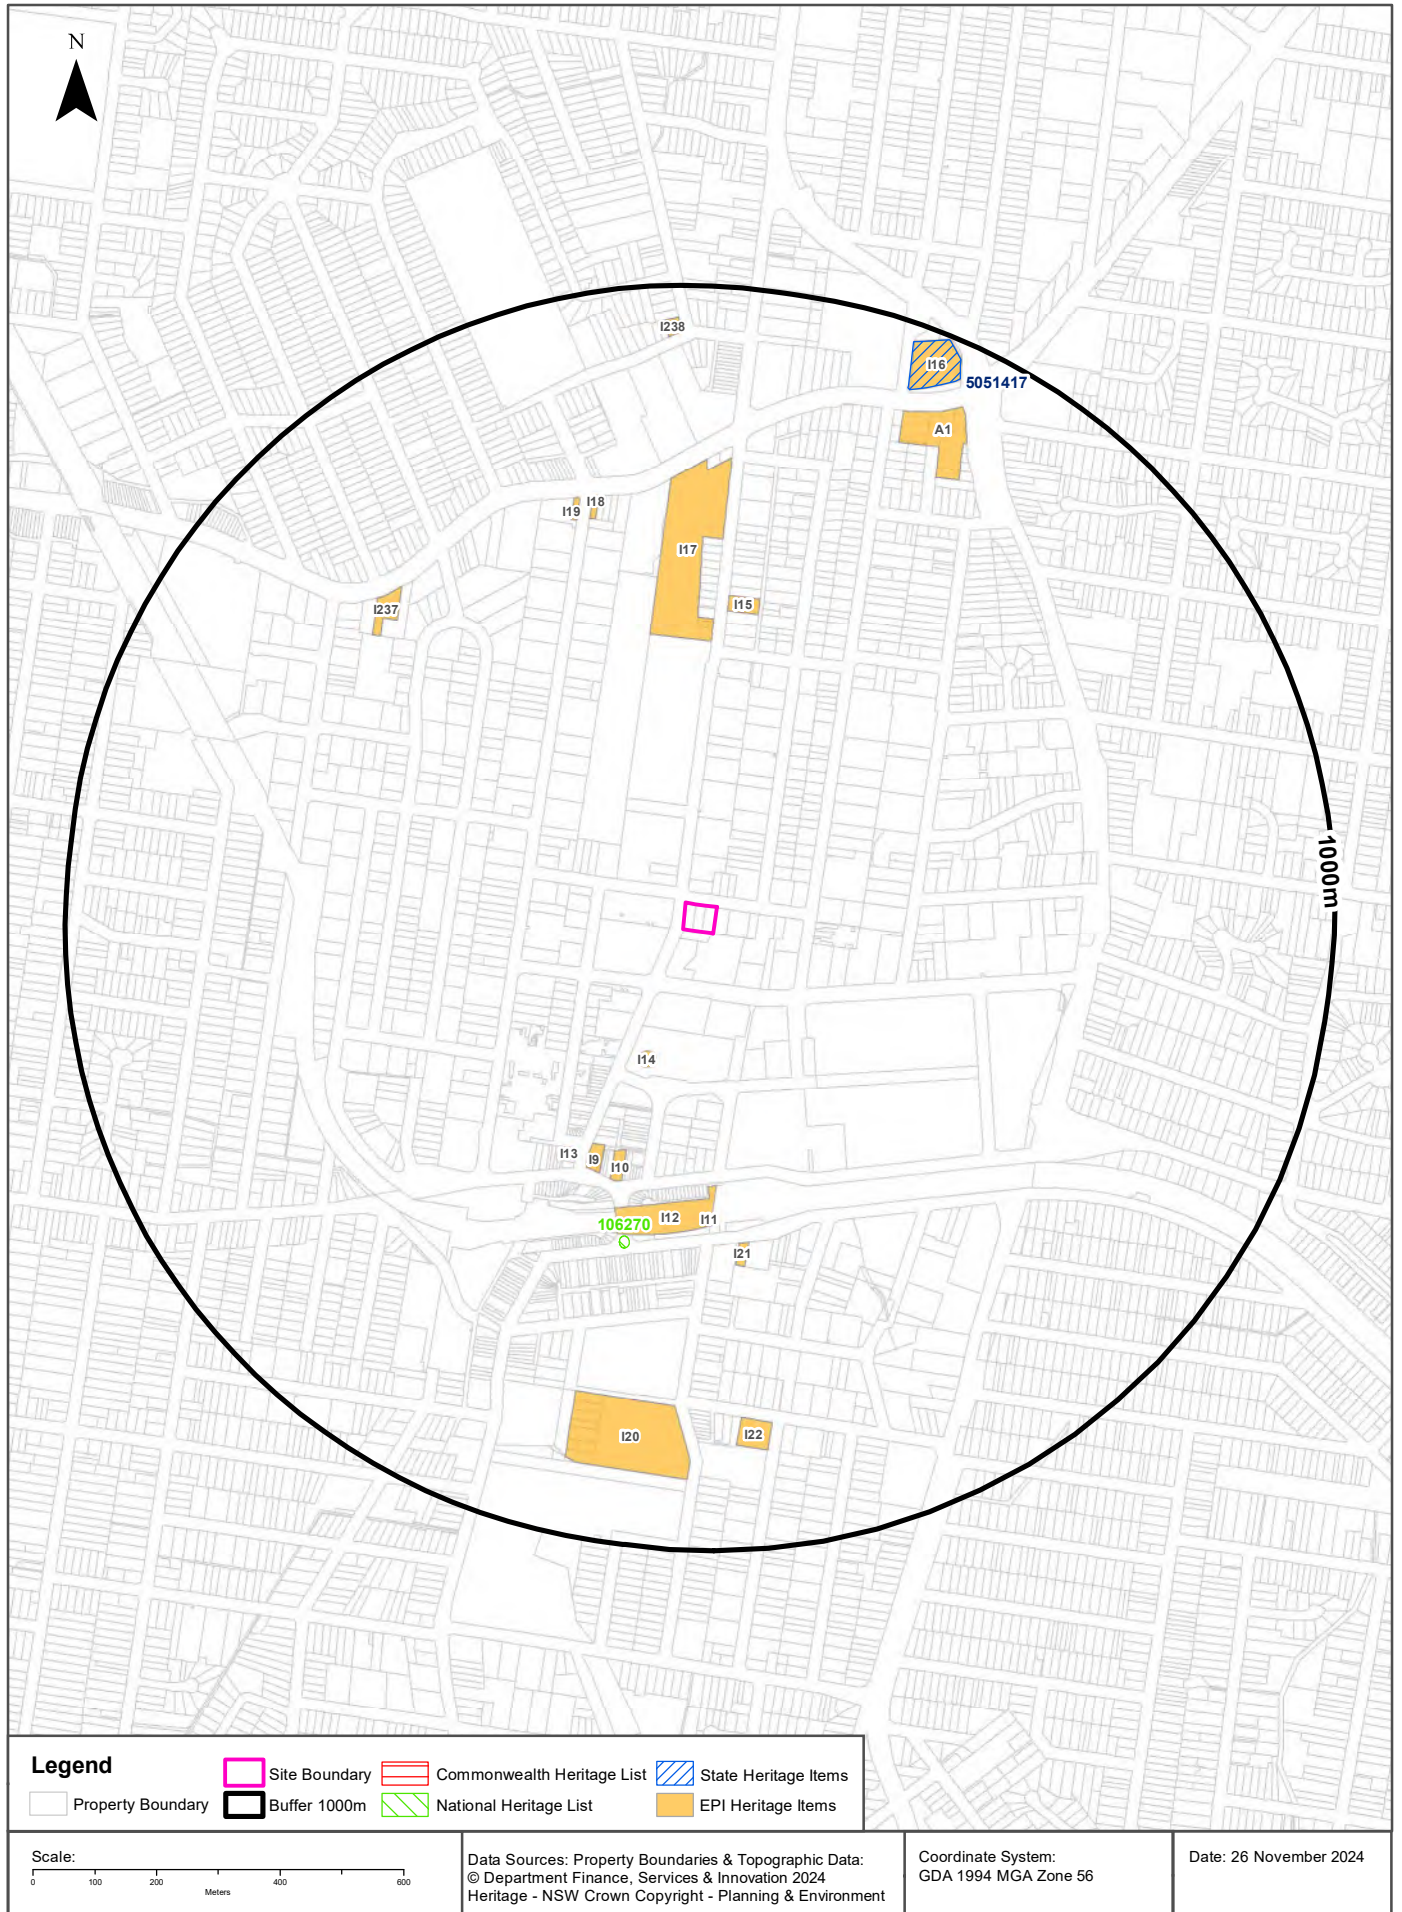 N
I238
I16
5051417
A1
I18
I19
I17
I15
I237
1000m
I14
I13
I9
I10
I12
I11
106270
I21
I20
I22
Legend
Site Boundary
Commonwealth Heritage List
State Heritage Items
Property Boundary
Buffer 1000m
National Heritage List
EPI Heritage Items
Scale:
0 100 200 400 600
Meters
Data Sources: Property Boundaries & Topographic Data:
© Department Finance, Services & Innovation 2024
Heritage - NSW Crown Copyright - Planning & Environment
Coordinate System:
GDA 1994 MGA Zone 56
Date: 26 November 2024